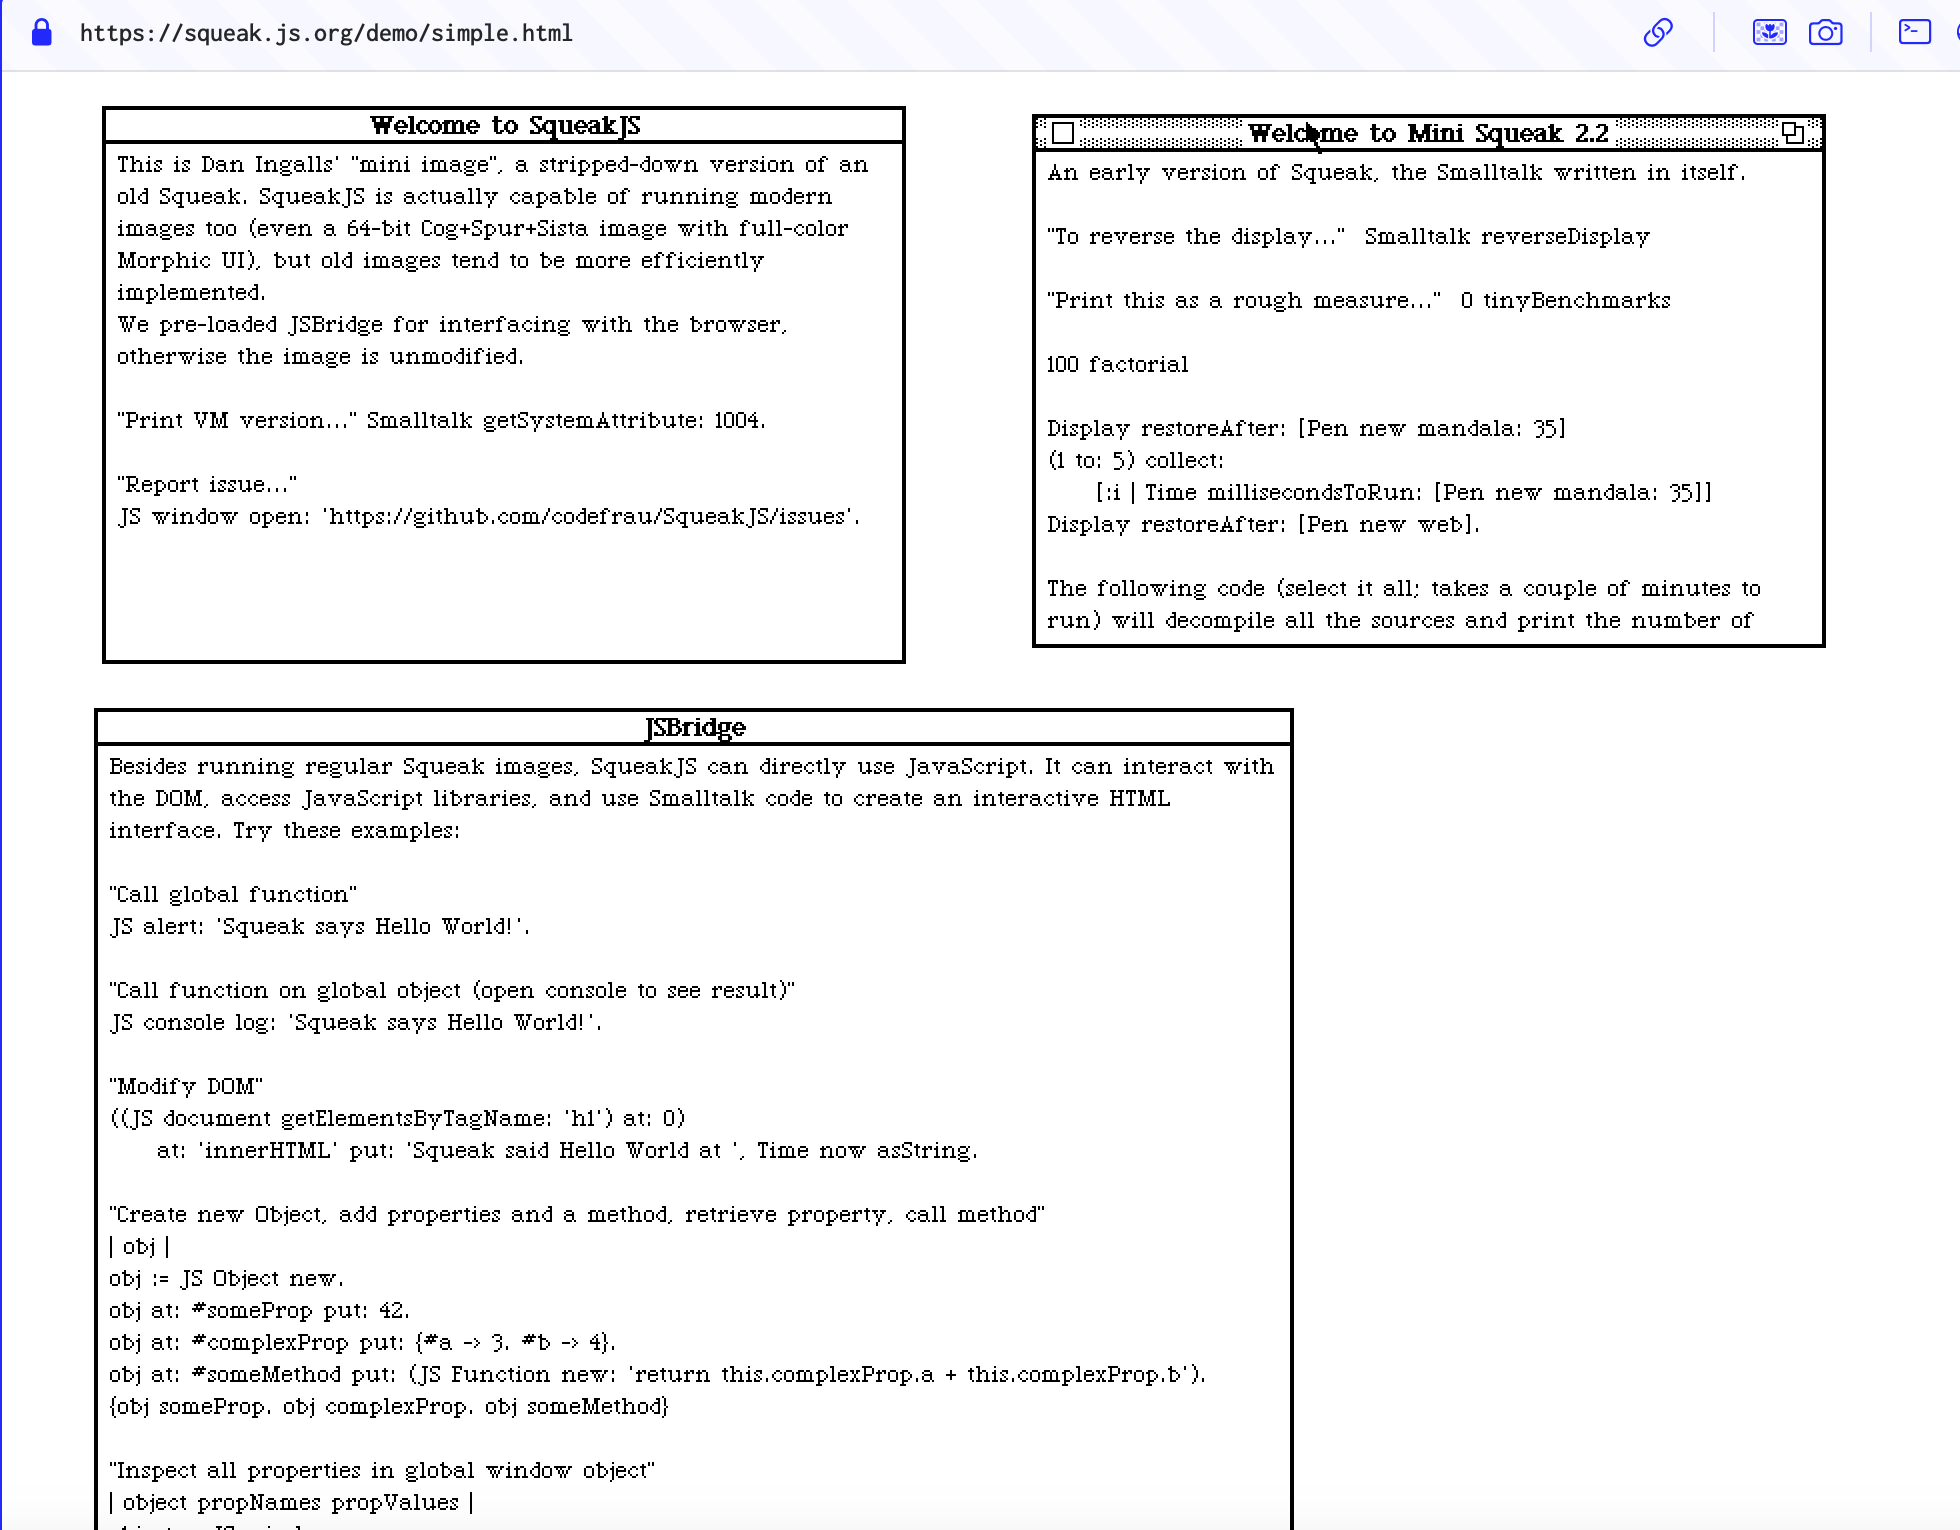 https://squeak.js.org/demo/simple.html
Welcome to SqueakJS
This is Dan Ingalls' "mini image", a stripped-down version of an
old Squeak. SqueakJS is actually capable of running modern
images too (even a 64-bit Cog+Spur+Sista image with full-color
Morphic UI), but old images tend to be more efficiently
implemented.
We pre-loaded JSBridge for interfacing with the browser,
otherwise the image is unmodified.
"Print VM version..." Smalltalk getSystemAttribute: 1004.
"Report issue..."
JS window open: 'https://github.com/codefrau/SqueakJS/issues'.
Welcome to Mini Squeak 2.2
An early version of Squeak, the Smalltalk written in itself.
"To reverse the display..."  Smalltalk reverseDisplay
"Print this as a rough measure..."  0 tinyBenchmarks
100 factorial
Display restoreAfter: [Pen new mandala: 35]
(1 to: 5) collect:
[:i | Time millisecondsToRun: [Pen new mandala: 35]]
Display restoreAfter: [Pen new web].
The following code (select it all; takes a couple of minutes to
run) will decompile all the sources and print the number of
JSBridge
Besides running regular Squeak images, SqueakJS can directly use JavaScript. It can interact with
the DOM, access JavaScript libraries, and use Smalltalk code to create an interactive HTML
interface. Try these examples:
"Call global function"
JS alert: 'Squeak says Hello World!'.
"Call function on global object (open console to see result)"
JS console log: 'Squeak says Hello World!'.
"Modify DOM"
((JS document getElementsByTagName: 'h1') at: 0)
at: 'innerHTML' put: 'Squeak said Hello World at ', Time now asString.
"Create new Object, add properties and a method, retrieve property, call method"
| obj |
obj := JS Object new.
obj at: #someProp put: 42.
obj at: #complexProp put: {#a -> 3. #b -> 4}.
obj at: #someMethod put: (JS Function new: 'return this.complexProp.a + this.complexProp.b').
{obj someProp. obj complexProp. obj someMethod}
"Inspect all properties in global window object"
| object propNames propValues |